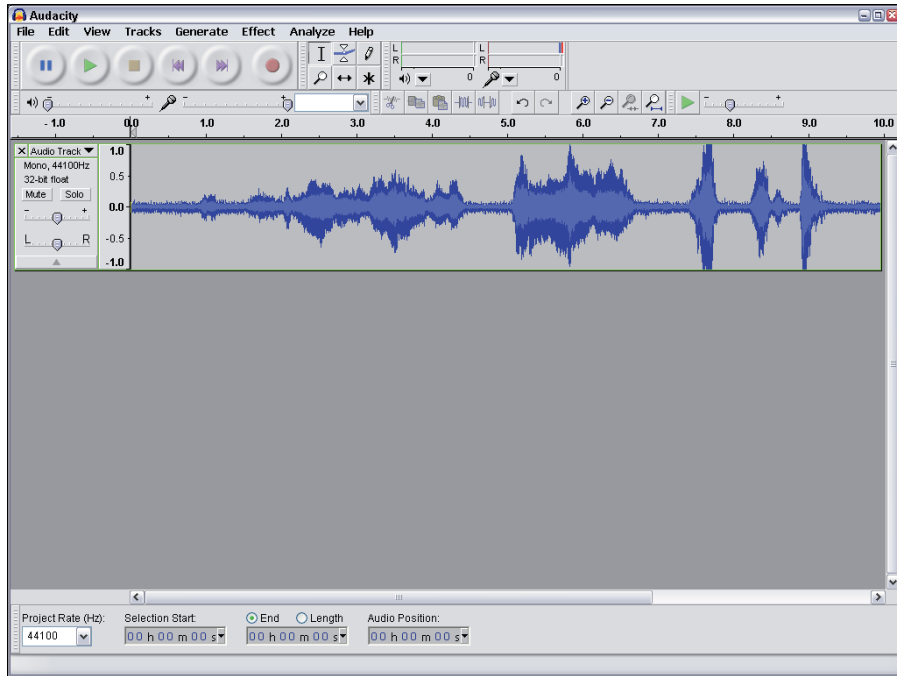 Audacity
File Edit View Tracks Generate Effect Analyze Help
L
R
L
R
0
0
- +
- +
- +
- 1.0 0.0 1.0 2.0 3.0 4.0 5.0 6.0 7.0 8.0 9.0 10.0
X Audio Track
Mono, 44100Hz
32-bit float
Mute Solo
- +
L R
1.0
0.5
0.0
-0.5
-1.0
Project Rate (Hz): Selection Start: End Length Audio Position:
44100 00 h 00 m 00 s 00 h 00 m 00 s 00 h 00 m 00 s